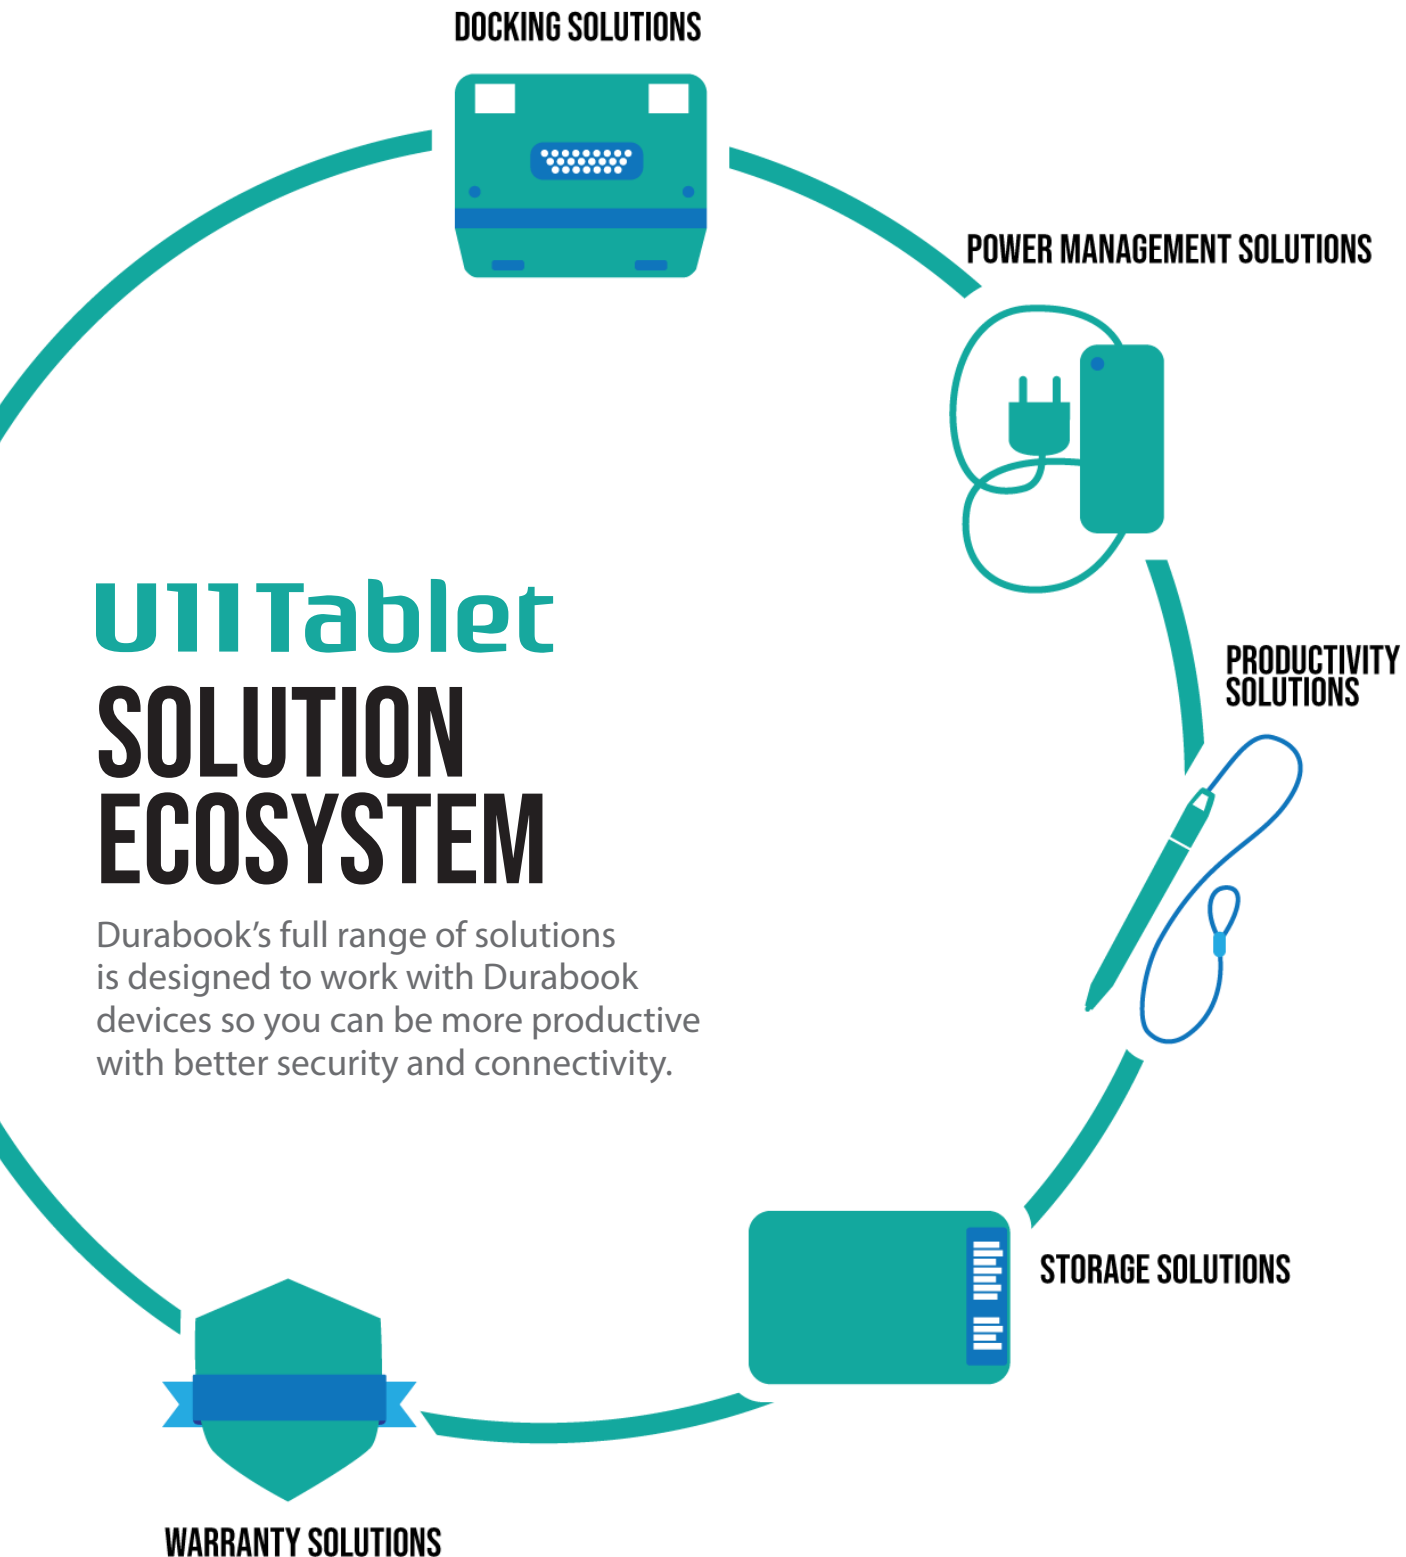 DOCKING SOLUTIONS
POWER MANAGEMENT SOLUTIONS
U11 Tablet
SOLUTION
ECOSYSTEM
Durabook’s full range of solutions
is designed to work with Durabook
devices so you can be more productive
with better security and connectivity.
PRODUCTIVITY
SOLUTIONS
STORAGE SOLUTIONS
WARRANTY SOLUTIONS